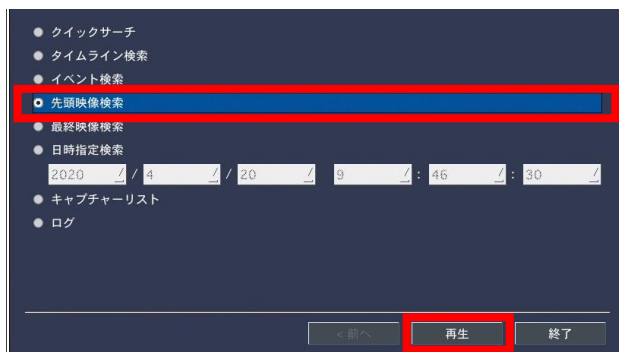 クイックサーチ
タイムライン検索
イベント検索
先頭映像検索
最終映像検索
日時指定検索
2020 / 4 / 20 9 : 46 : 30
キャプチャーリスト
ログ
<前へ 再生 終了